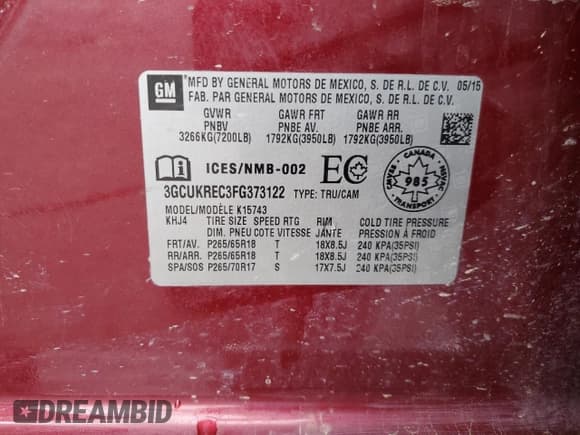 GM
*MFD BY GENERAL MOTORS DE MEXICO, S. DE R.L. DE C.V. 05/15
FAB. PAR GENERAL MOTORS DE MEXICO, S. DE R.L. DE C.V.
GVWR GAWR FRT GAWR RR
PNBV PNBE AV. PNBE ARR.
3266KG(7200LB) 1792KG(3950LB) 1792KG(3950LB)
ICES/NMB-002 EC
CANADA
985
TRANSPORT
3GCUKREC3FG373122 TYPE: TRU/CAM
MODEL/MODÈLE K15743
KHJ4 TIRE SIZE SPEED RTG RIM COLD TIRE PRESSURE
DIM. PNEU COTE VITESSE JANTE PRESSION À FROID
FRT/AV. P265/65R18 T 18X8.5J 240 KPA(35PSI)
RR/ARR. P265/65R18 T 18X8.5J 240 KPA(35PSI)
SPA/SOS P265/70R17 S 17X7.5J 240 KPA(35PSI)
DREAMBID